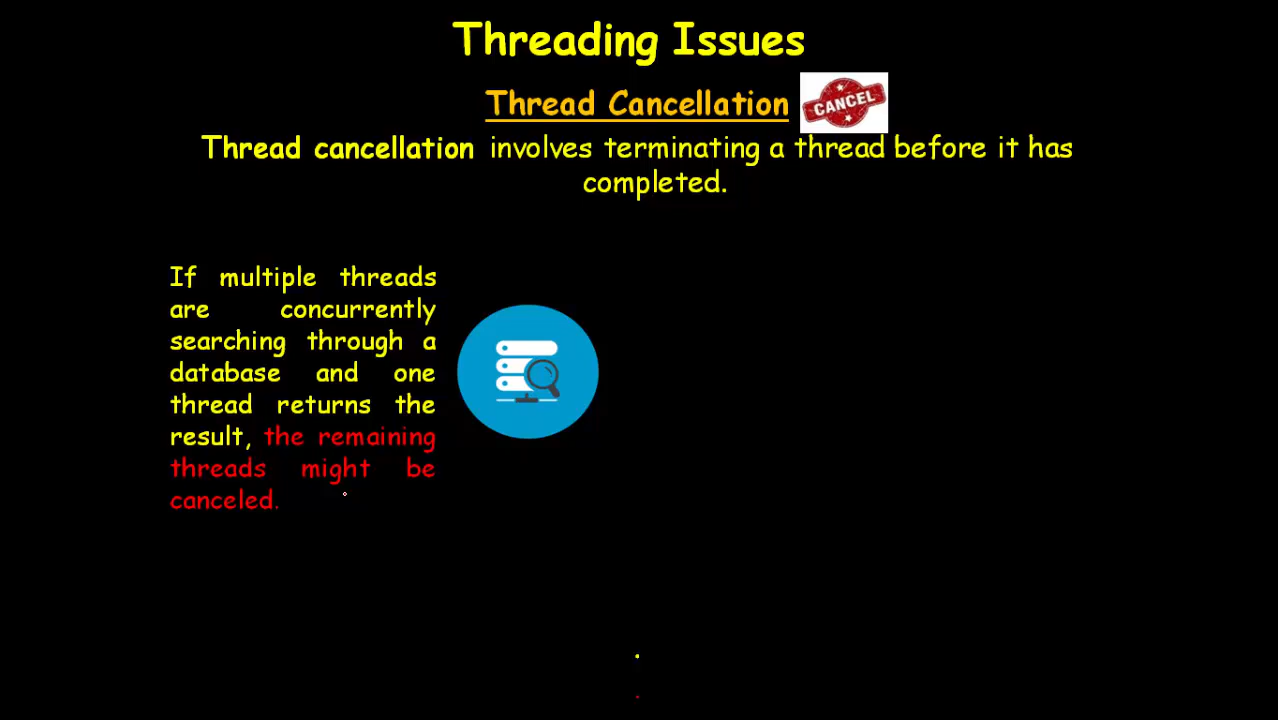 Threading Issues
Thread Cancellation
CANCEL
Thread cancellation involves terminating a thread before it has
completed.
If multiple threads
are concurrently
searching through a
database and one
thread returns the
result, the remaining
threads might be
canceled.
.
.